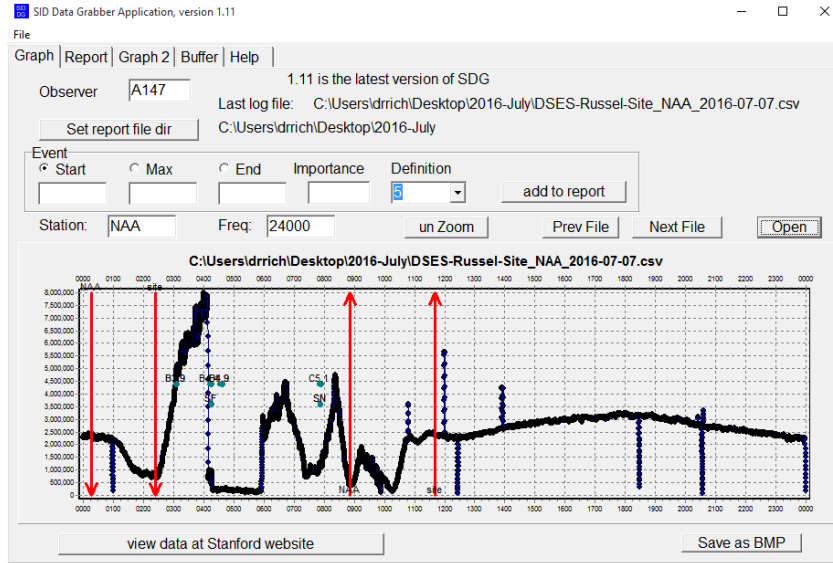 SID DG SID Data Grabber Application, version 1.11
File
Graph Report Graph 2 Buffer Help
Observer A147 1.11 is the latest version of SDG
Last log file: C:\Users\drrich\Desktop\2016-July\DSES-Russel-Site_NAA_2016-07-07.csv
Set report file dir C:\Users\drrich\Desktop\2016-July
Event
Start Max End Importance Definition
5 add to report
Station: NAA Freq: 24000 un Zoom Prev File Next File Open
C:\Users\drrich\Desktop\2016-July\DSES-Russel-Site_NAA_2016-07-07.csv
0000 0100 0200 0300 0400 0500 0600 0700 0800 0900 1000 1100 1200 1300 1400 1500 1600 1700 1800 1900 2000 2100 2200 2300 0000
NAA site
8,000,000
7,500,000
7,000,000
6,500,000
6,000,000
5,500,000
5,000,000
4,500,000 C5.1
4,000,000
3,500,000 SF SN
3,000,000
2,500,000
2,000,000
1,500,000
1,000,000
500,000
0 NAA site
0000 0100 0200 0300 0400 0500 0600 0700 0800 0900 1000 1100 1200 1300 1400 1500 1600 1700 1800 1900 2000 2100 2200 2300 0000
view data at Stanford website Save as BMP